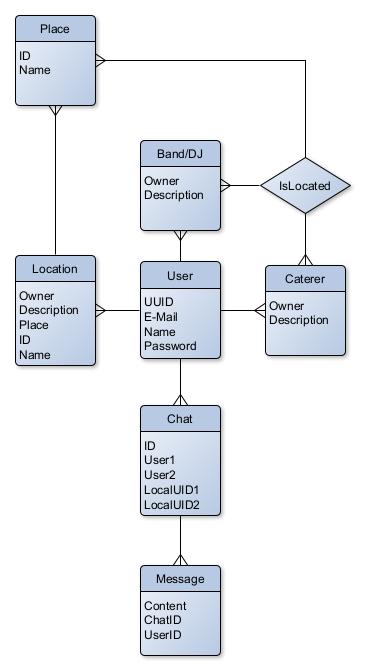 Place
ID
Name
Band/DJ
Owner
Description
IsLocated
Location
Owner
Description
Place
ID
Name
User
UUID
E-Mail
Name
Password
Caterer
Owner
Description
Chat
ID
User1
User2
LocalUID1
LocalUID2
Message
Content
ChatID
UserID